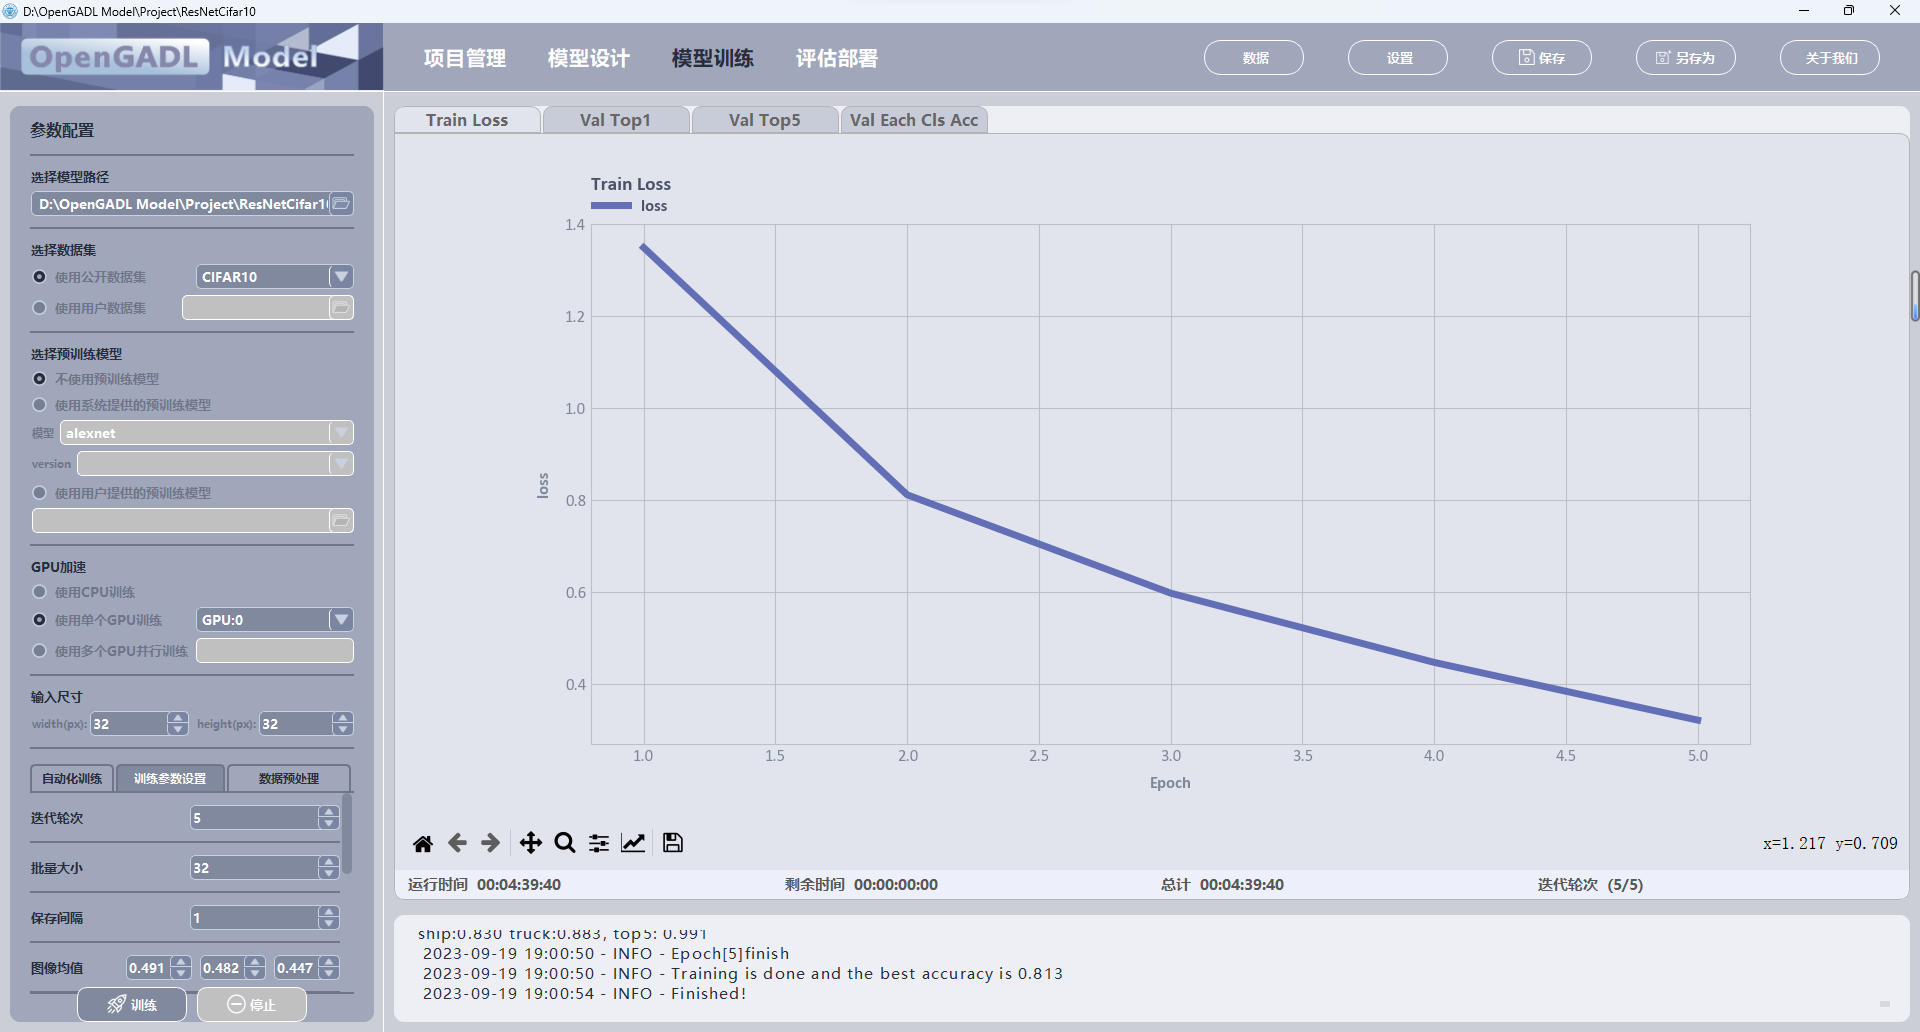 D:\OpenGADL Model\Project\ResNetCifar10
OpenGADL Model
项目管理 模型设计 模型训练 评估部署
数据 设置 保存 另存为 关于我们
参数配置
选择模型路径
D:\OpenGADL Model\Project\ResNetCifar1
选择数据集
使用公开数据集 CIFAR10
使用用户数据集
选择预训练模型
不使用预训练模型
使用系统提供的预训练模型
模型 alexnet
version
使用用户提供的预训练模型
GPU加速
使用CPU训练
使用单个GPU训练 GPU:0
使用多个GPU并行训练
输入尺寸
width(px): 32 height(px): 32
自动化训练 训练参数设置 数据预处理
迭代轮次 5
批量大小 32
保存间隔 1
图像均值 0.491 0.482 0.447
训练 停止
Train Loss Val Top1 Val Top5 Val Each Cls Acc
Train Loss
loss
1.4
1.2
1.0
0.8
0.6
0.4
loss
1.0 1.5 2.0 2.5 3.0 3.5 4.0 4.5 5.0
Epoch
x=1.217 y=0.709
运行时间 00:04:39:40 剩余时间 00:00:00:00 总计 00:04:39:40 迭代轮次 (5/5)
ship:0.830 truck:0.883, top5: 0.991
2023-09-19 19:00:50 - INFO - Epoch[5]finish
2023-09-19 19:00:50 - INFO - Training is done and the best accuracy is 0.813
2023-09-19 19:00:54 - INFO - Finished!